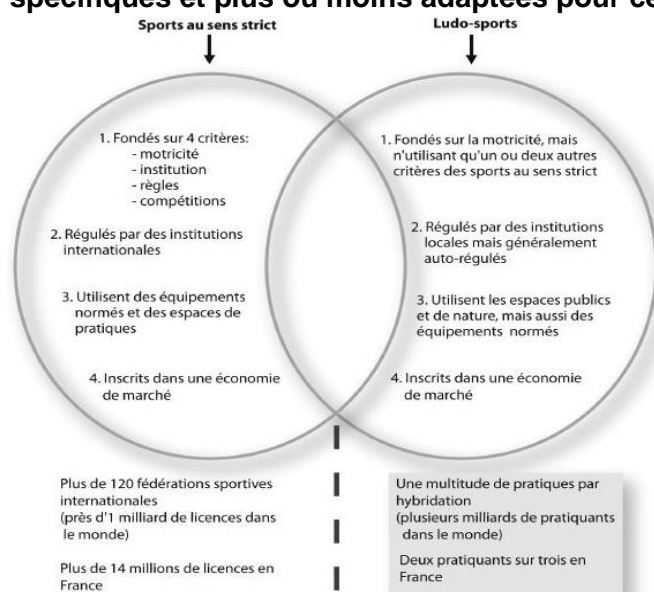 spécifiques et plus ou moins adaptées pour ce
Sports au sens strict
Ludo-sports
1. Fondés sur 4 critères:
- motricité
- institution
- règles
- compétitions
2. Régulés par des institutions
internationales
3. Utilisent des équipements
normés et des espaces de
pratiques
4. Inscrits dans une économie
de marché
1. Fondés sur la motricité, mais
n'utilisant qu'un ou deux autres
critères des sports au sens strict
2. Régulés par des institutions
locales mais généralement
auto-régulés
3. Utilisent les espaces publics
et de nature, mais aussi des
équipements normés
4. Inscrits dans une économie
de marché
Plus de 120 fédérations sportives
internationales
(près d'1 milliard de licences dans
le monde)
Plus de 14 millions de licences en
France
Une multitude de pratiques par
hybridation
(plusieurs milliards de pratiquants
dans le monde)
Deux pratiquants sur trois en
France